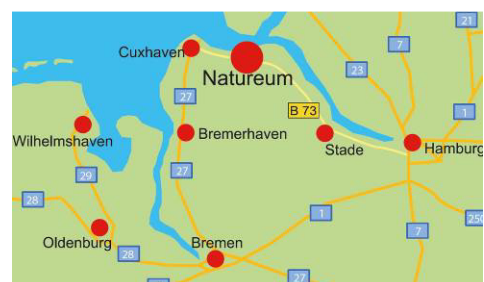 21
7
Cuxhaven
23
Natureum
27
B 73
1
Wilhelmshaven
Bremerhaven
Stade
Hamburg
27
29
28
1
250
Oldenburg
Bremen
7
28
27